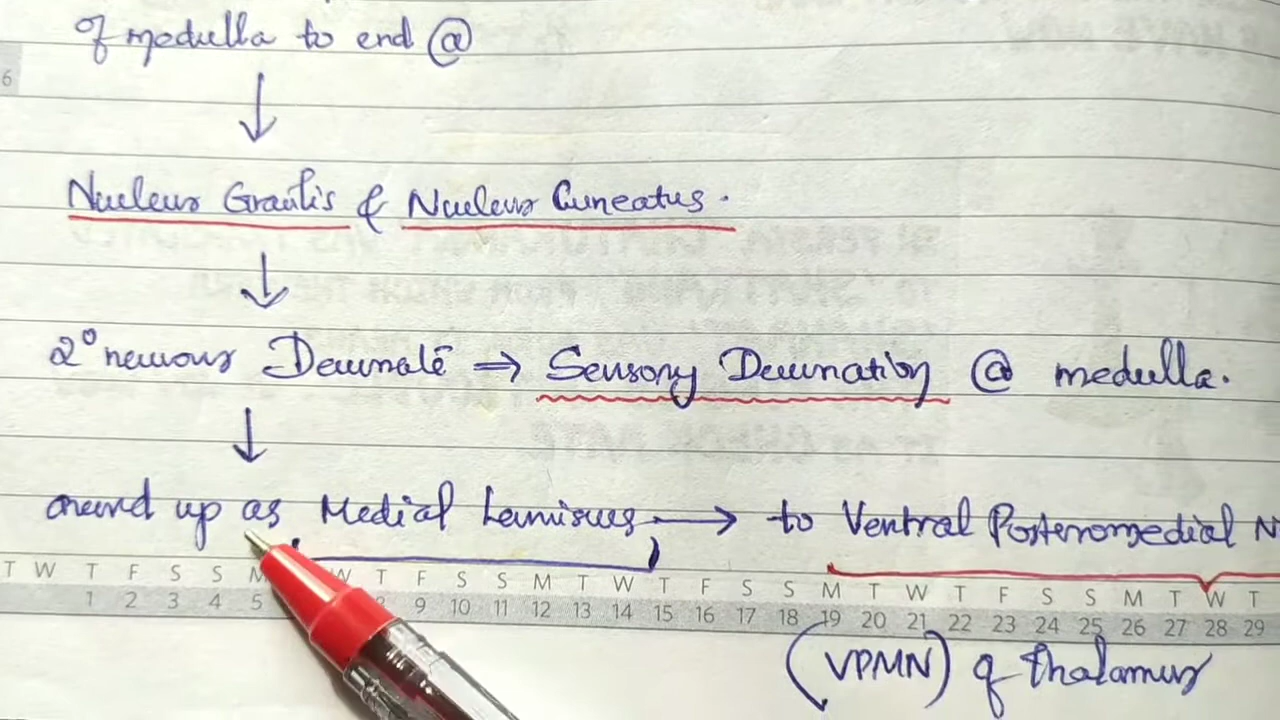 of medulla to end @
6
↓
Nucleus Gracilis & Nucleus Cuneatus.
↓
2° neurons Decussate → Sensory Decussation @ medulla.
↓
up as Medial Lemniscus → to Ventral Posteromedial N
T W T F S S M W T F S S M T W T F S S M T W T F S S M T W T
1 2 3 4 5 8 9 10 11 12 13 14 15 16 17 18 19 20 21 22 23 24 25 26 27 28 29
(VPMN) of thalamus